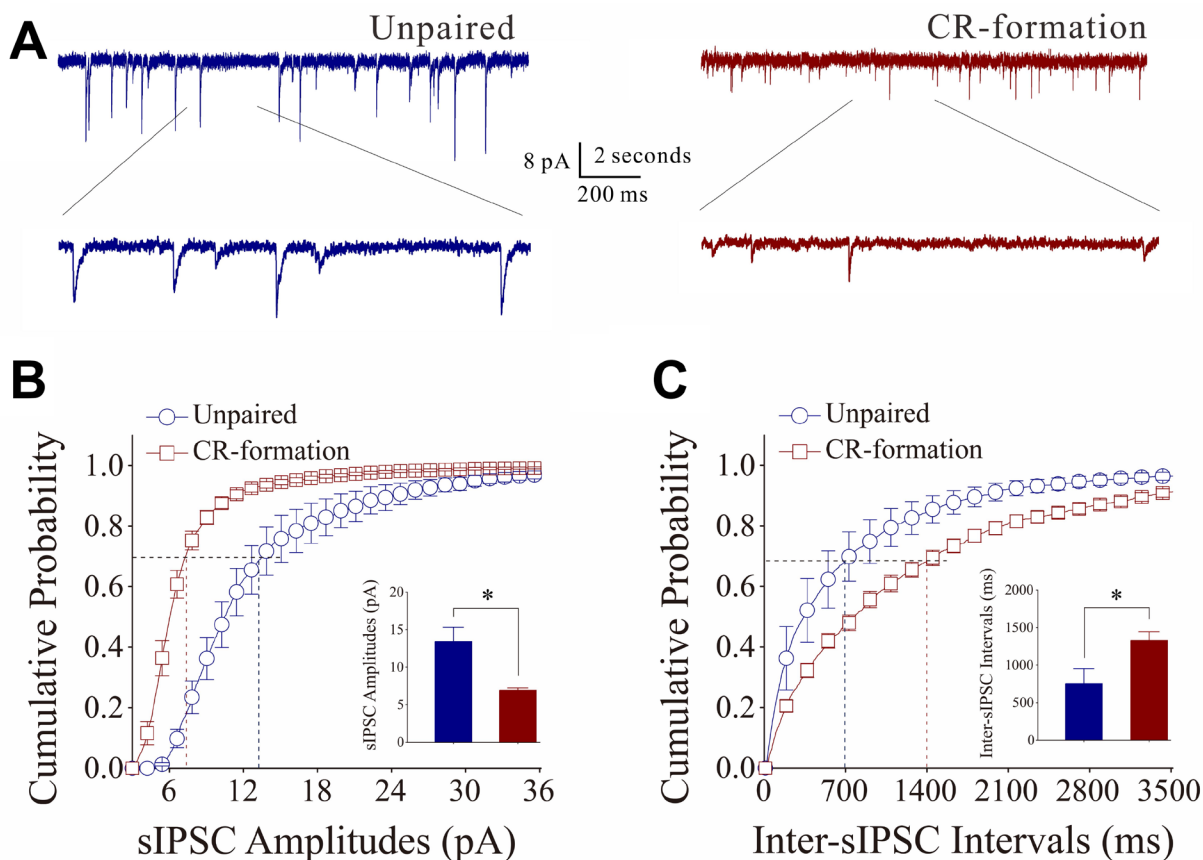 A
Unpaired
CR-formation
8 pA
2 seconds
200 ms
B
Unpaired
CR-formation
Cumulative Probability
1.0
0.8
0.6
0.4
0.2
0.0
6
12
18
24
30
36
sIPSC Amplitudes (pA)
sIPSC Amplitudes (pA)
20
15
10
5
0
*
C
Unpaired
CR-formation
Cumulative Probability
1.0
0.8
0.6
0.4
0.2
0.0
0
700
1400
2100
2800
3500
Inter-sIPSC Intervals (ms)
Inter-sIPSC Intervals (ms)
2000
1500
1000
500
0
*